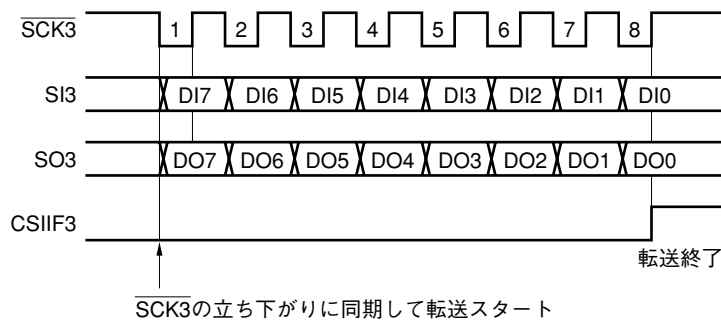 SCK3 1 2 3 4 5 6 7 8
SI3 DI7 DI6 DI5 DI4 DI3 DI2 DI1 DI0
SO3 DO7 DO6 DO5 DO4 DO3 DO2 DO1 DO0
CSIIF3
転送終了
SCK3の立ち下がりに同期して転送スタート